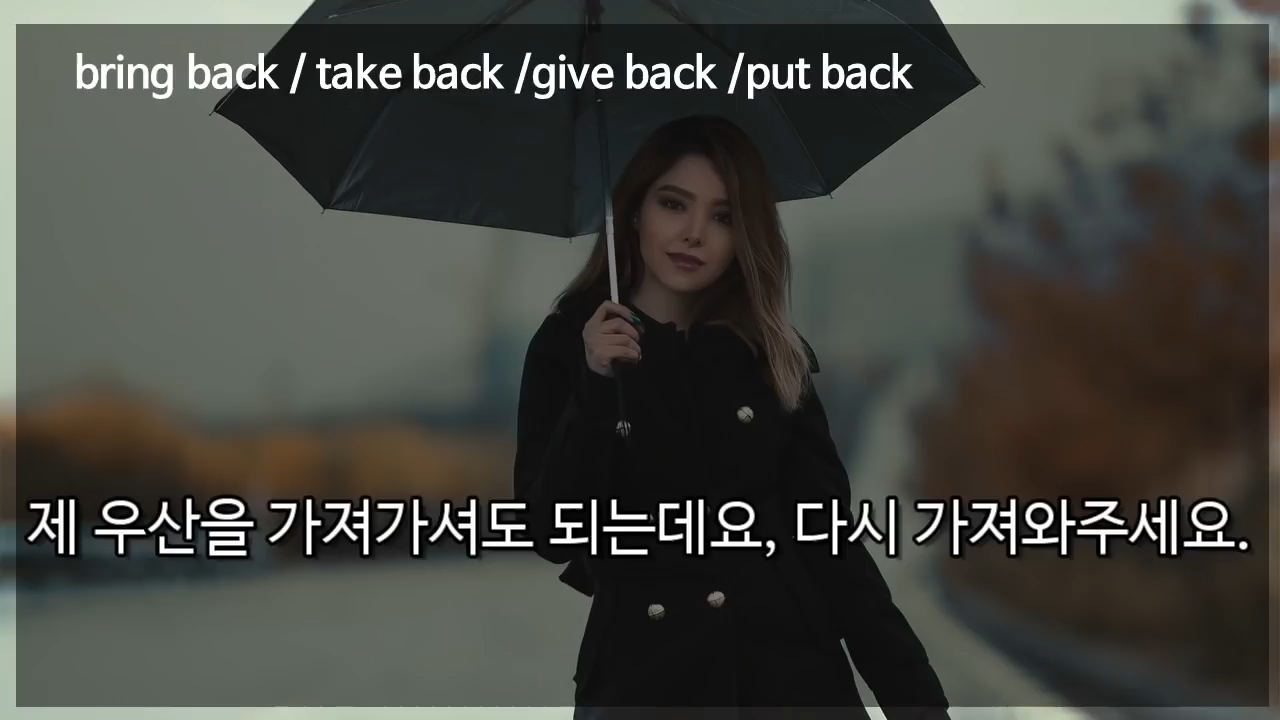 bring back / take back /give back /put back
제 우산을 가져가셔도 되는데요, 다시 가져와주세요.